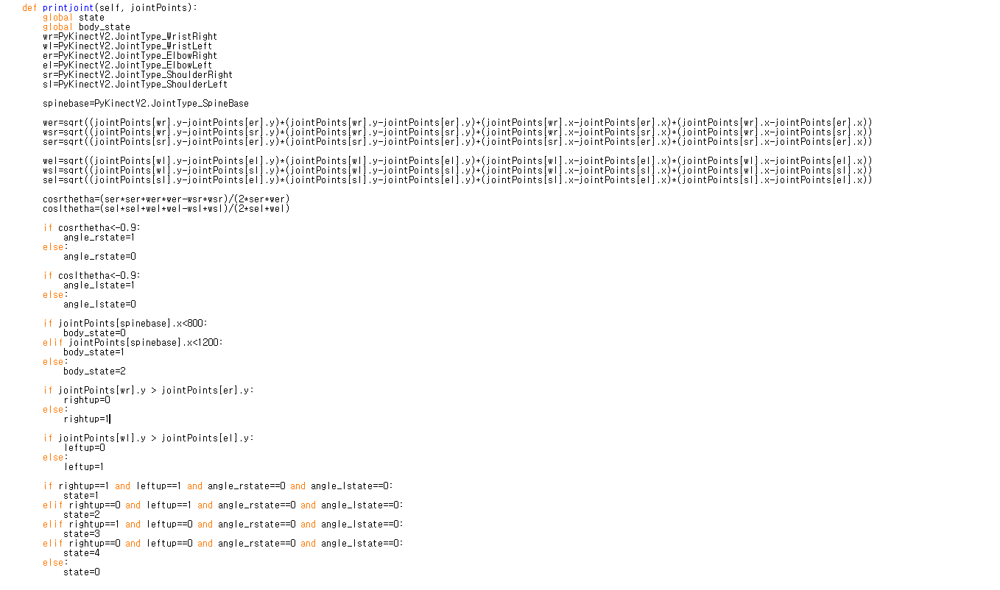 def printjoint(self, jointPoints):
global state
global body_state
wr=PyKinectV2.JointType_WristRight
wl=PyKinectV2.JointType_WristLeft
er=PyKinectV2.JointType_ElbowRight
el=PyKinectV2.JointType_ElbowLeft
sr=PyKinectV2.JointType_ShoulderRight
sl=PyKinectV2.JointType_ShoulderLeft
spinebase=PyKinectV2.JointType_SpineBase
wer=sqrt((jointPoints[wr].y-jointPoints[er].y)*(jointPoints[wr].y-jointPoints[er].y)+(jointPoints[wr].x-jointPoints[er].x)*(jointPoints[wr].x-jointPoints[er].x))
wsr=sqrt((jointPoints[wr].y-jointPoints[sr].y)*(jointPoints[wr].y-jointPoints[sr].y)+(jointPoints[wr].x-jointPoints[sr].x)*(jointPoints[wr].x-jointPoints[sr].x))
ser=sqrt((jointPoints[sr].y-jointPoints[er].y)*(jointPoints[sr].y-jointPoints[er].y)+(jointPoints[sr].x-jointPoints[er].x)*(jointPoints[sr].x-jointPoints[er].x))
wel=sqrt((jointPoints[wl].y-jointPoints[el].y)*(jointPoints[wl].y-jointPoints[el].y)+(jointPoints[wl].x-jointPoints[el].x)*(jointPoints[wl].x-jointPoints[el].x))
wsl=sqrt((jointPoints[wl].y-jointPoints[sl].y)*(jointPoints[wl].y-jointPoints[sl].y)+(jointPoints[wl].x-jointPoints[sl].x)*(jointPoints[wl].x-jointPoints[sl].x))
sel=sqrt((jointPoints[sl].y-jointPoints[el].y)*(jointPoints[sl].y-jointPoints[el].y)+(jointPoints[sl].x-jointPoints[el].x)*(jointPoints[sl].x-jointPoints[el].x))
cosrthetha=(ser*ser+wer*wer-wsr*wsr)/(2*ser*wer)
coslthetha=(sel*sel+wel*wel-wsl*wsl)/(2*sel*wel)
if cosrthetha<-0.9:
angle_rstate=1
else:
angle_rstate=0
if coslthetha<-0.9:
angle_lstate=1
else:
angle_lstate=0
if jointPoints[spinebase].x<800:
body_state=0
elif jointPoints[spinebase].x<1200:
body_state=1
else:
body_state=2
if jointPoints[wr].y > jointPoints[er].y:
rightup=0
else:
rightup=1
if jointPoints[wl].y > jointPoints[el].y:
leftup=0
else:
leftup=1
if rightup==1 and leftup==1 and angle_rstate==0 and angle_lstate==0:
state=1
elif rightup==0 and leftup==1 and angle_rstate==0 and angle_lstate==0:
state=2
elif rightup==1 and leftup==0 and angle_rstate==0 and angle_lstate==0:
state=3
elif rightup==0 and leftup==0 and angle_rstate==0 and angle_lstate==0:
state=4
else:
state=0